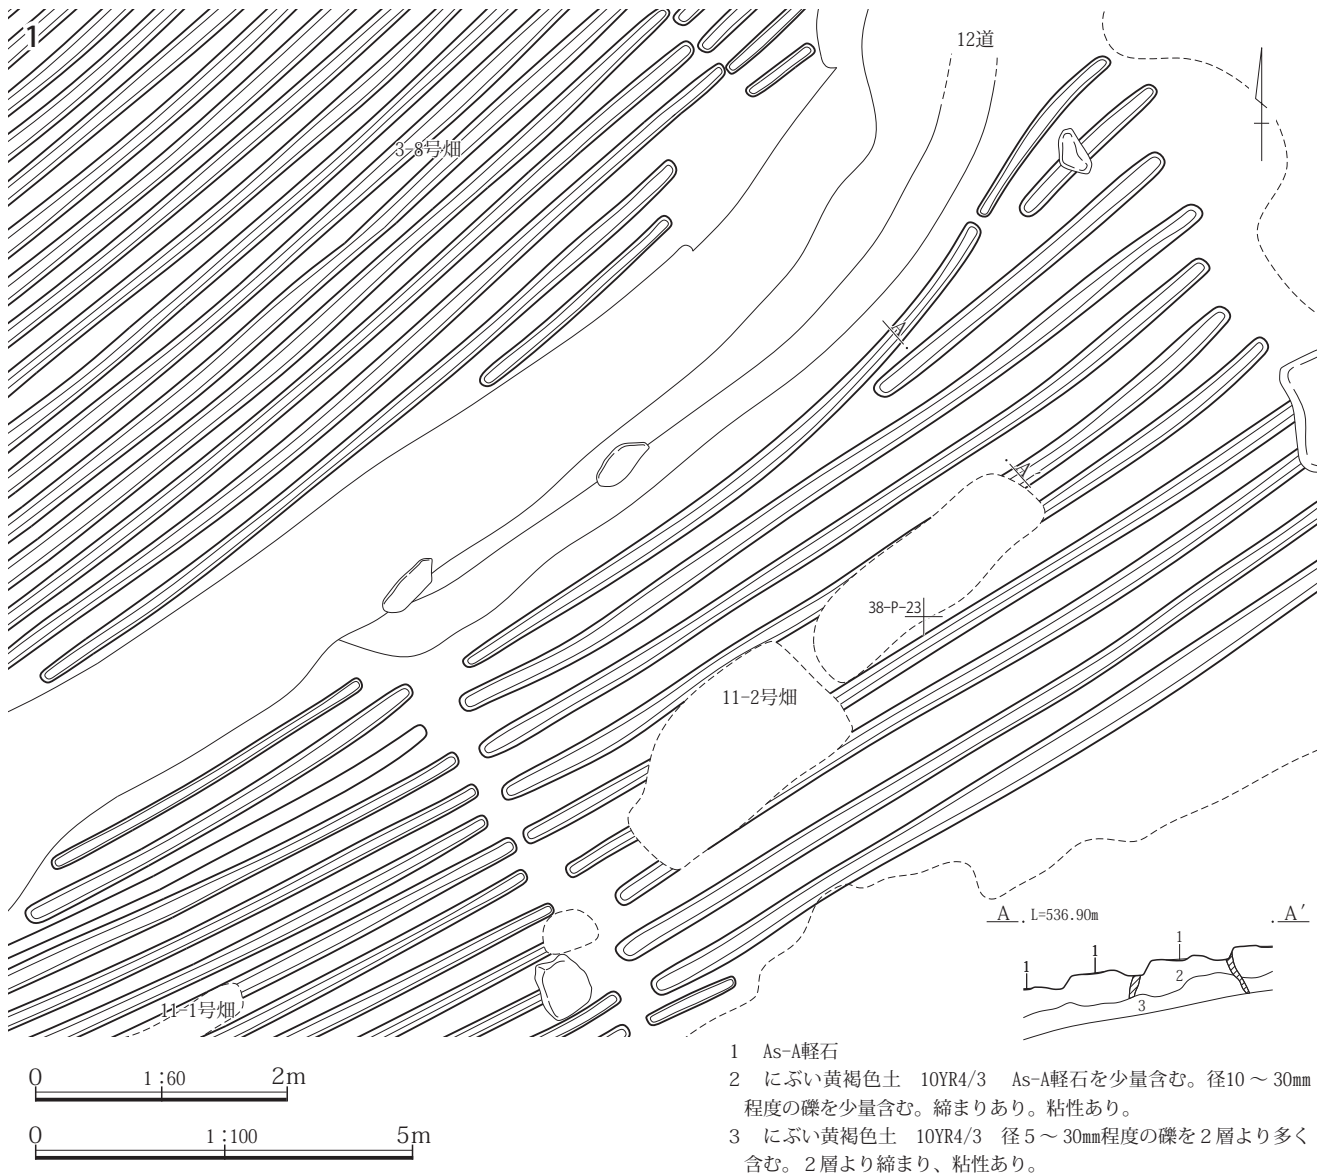 1
12道
3-8号畑
A
A
38-P-23
11-2号畑
11-1号畑
A L=536.90m A′
1
1
1
2
3
0 1:60 2m
0 1:100 5m
1 As-A軽石
2 にぶい黄褐色土 10YR4/3 As-A軽石を少量含む。径10～30㎜
程度の礫を少量含む。締まりあり。粘性あり。
3 にぶい黄褐色土 10YR4/3 径5～30㎜程度の礫を2層より多く
含む。2層より締まり、粘性あり。